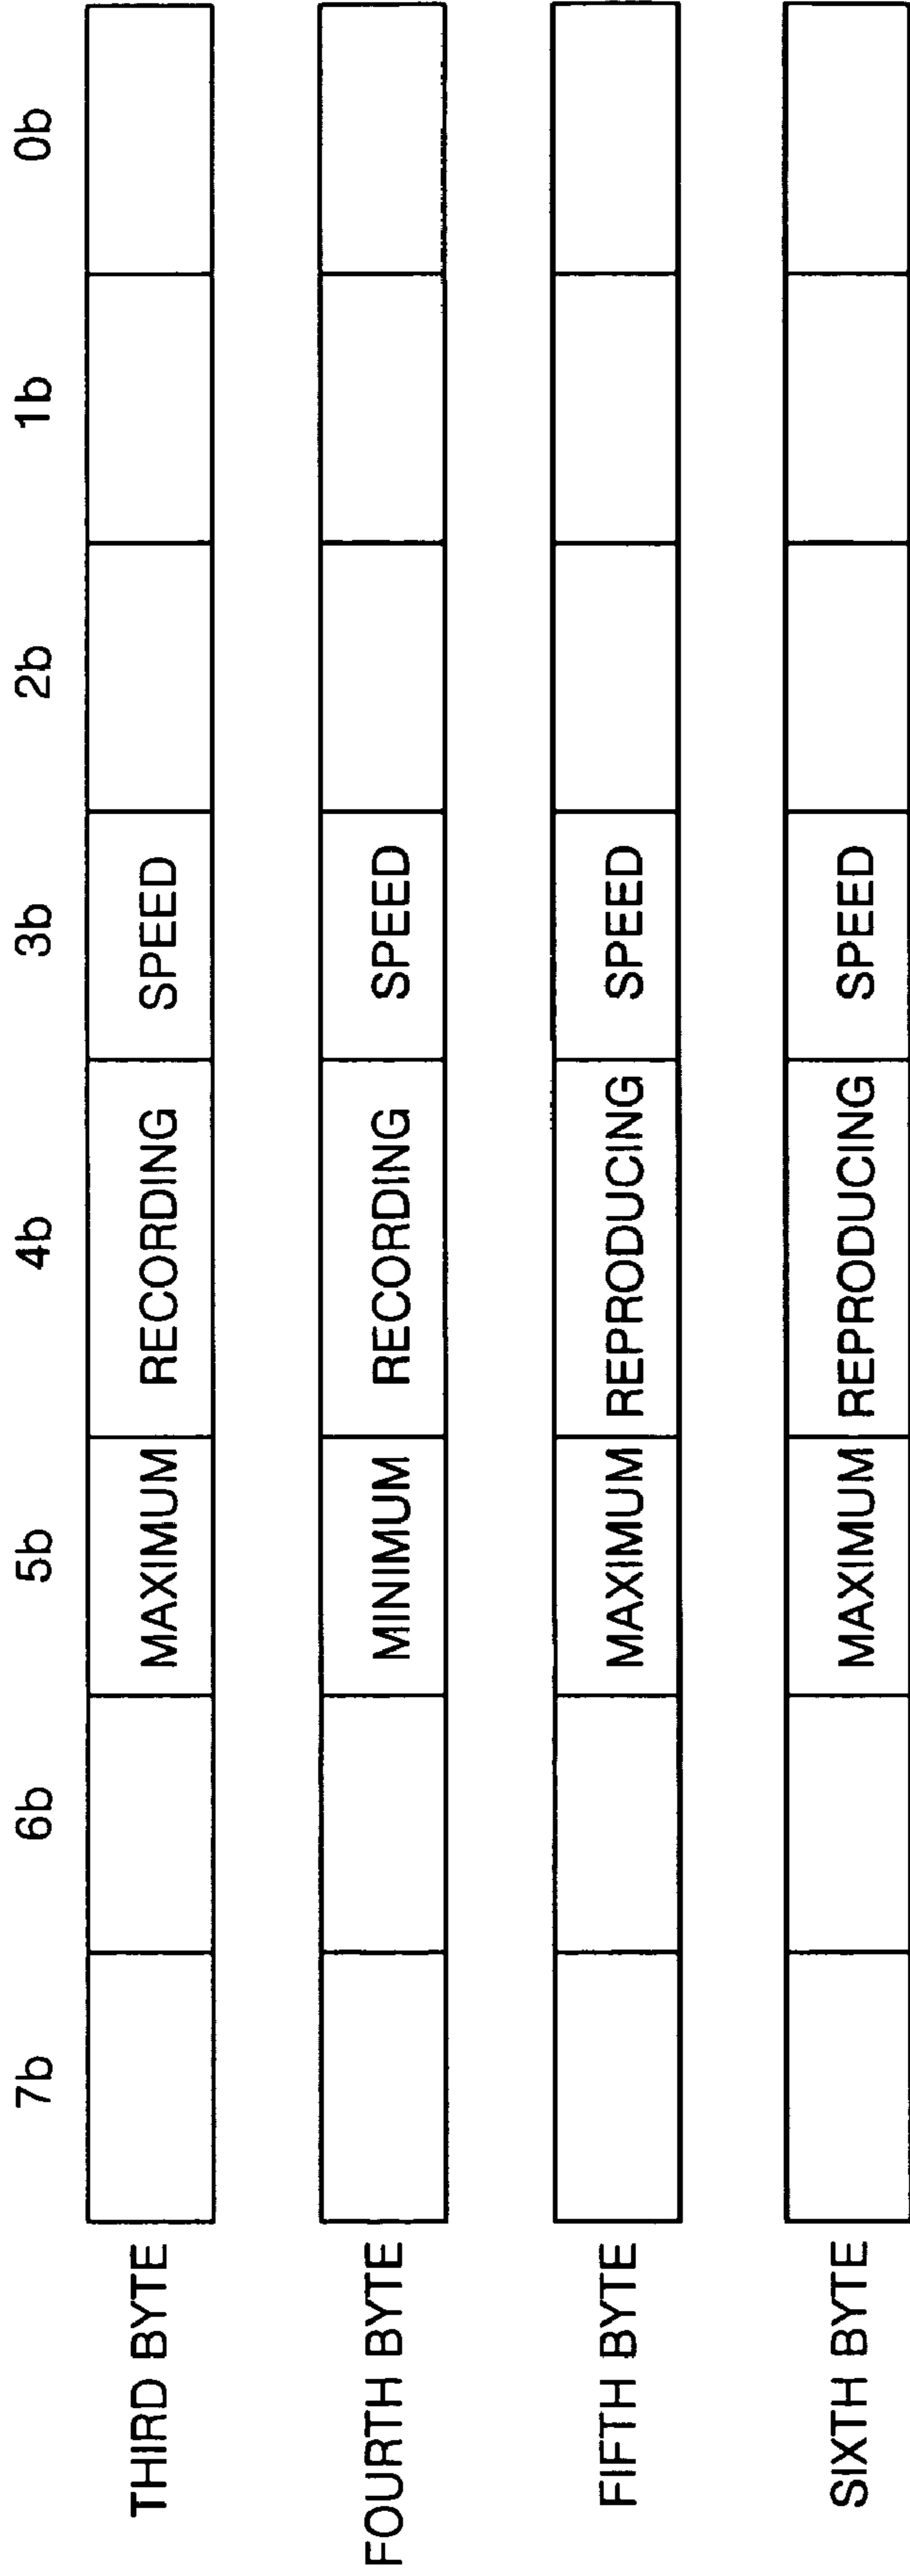 7b 6b 5b 4b 3b 2b 1b 0b
THIRD BYTE MAXIMUM RECORDING SPEED
FOURTH BYTE MINIMUM RECORDING SPEED
FIFTH BYTE MAXIMUM REPRODUCING SPEED
SIXTH BYTE MAXIMUM REPRODUCING SPEED